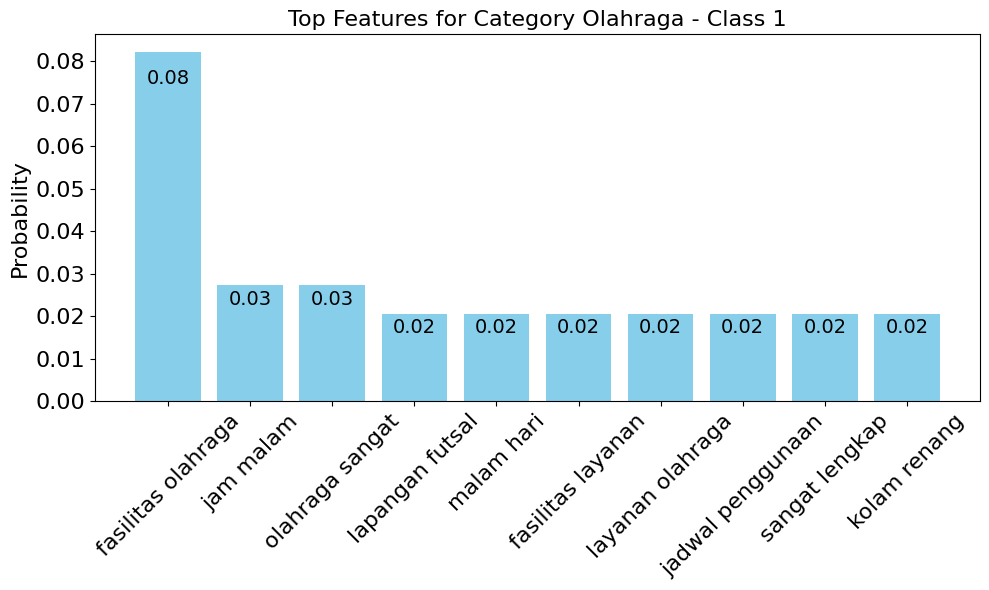 Top Features for Category Olahraga - Class 1
Probability
0.08
0.07
0.06
0.05
0.04
0.03
0.02
0.01
0.00
0.08
0.03
0.03
0.02
0.02
0.02
0.02
0.02
0.02
0.02
fasilitas olahraga
jam malam
olahraga sangat
lapangan futsal
malam hari
fasilitas layanan
layanan olahraga
jadwal penggunaan
sangat lengkap
kolam renang